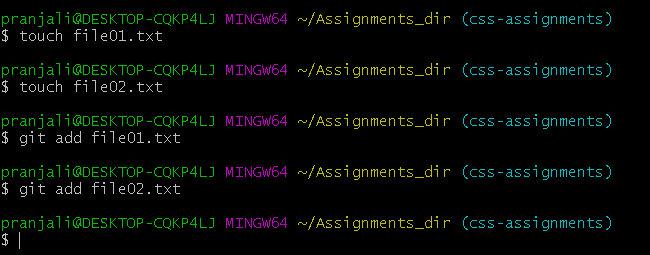 pranjali@DESKTOP-CQKP4LJ MINGW64 ~/Assignments_dir (css-assignments)
$ touch file01.txt
pranjali@DESKTOP-CQKP4LJ MINGW64 ~/Assignments_dir (css-assignments)
$ touch file02.txt
pranjali@DESKTOP-CQKP4LJ MINGW64 ~/Assignments_dir (css-assignments)
$ git add file01.txt
pranjali@DESKTOP-CQKP4LJ MINGW64 ~/Assignments_dir (css-assignments)
$ git add file02.txt
pranjali@DESKTOP-CQKP4LJ MINGW64 ~/Assignments_dir (css-assignments)
$